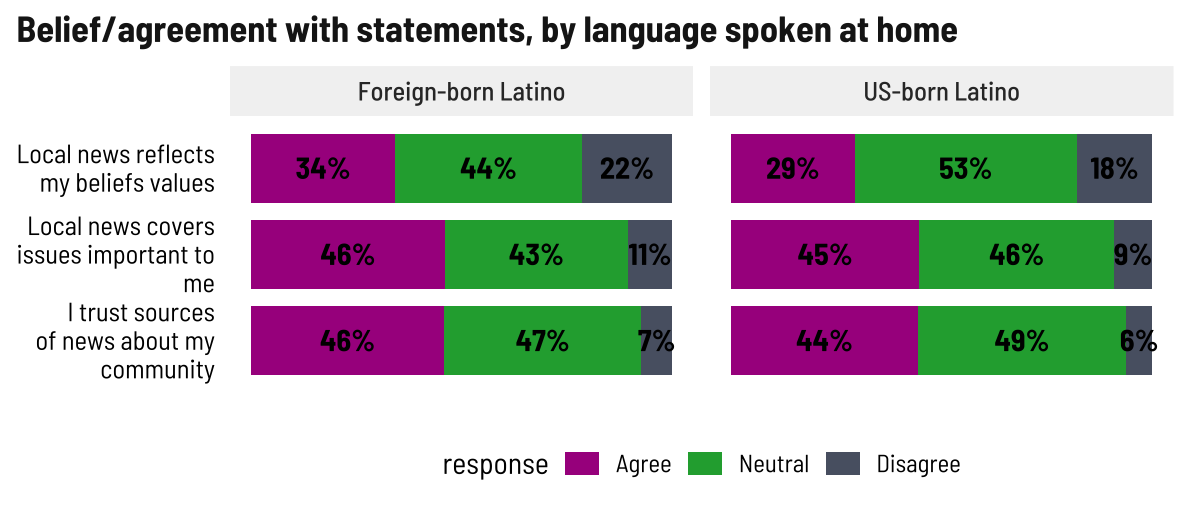 Belief/agreement with statements, by language spoken at home
Foreign-born Latino
US-born Latino
Local news reflects
my beliefs values
34% 44% 22%
29% 53% 18%
Local news covers
issues important to
me
46% 43% 11%
45% 46% 9%
I trust sources
of news about my
community
46% 47% 7%
44% 49% 6%
response Agree Neutral Disagree